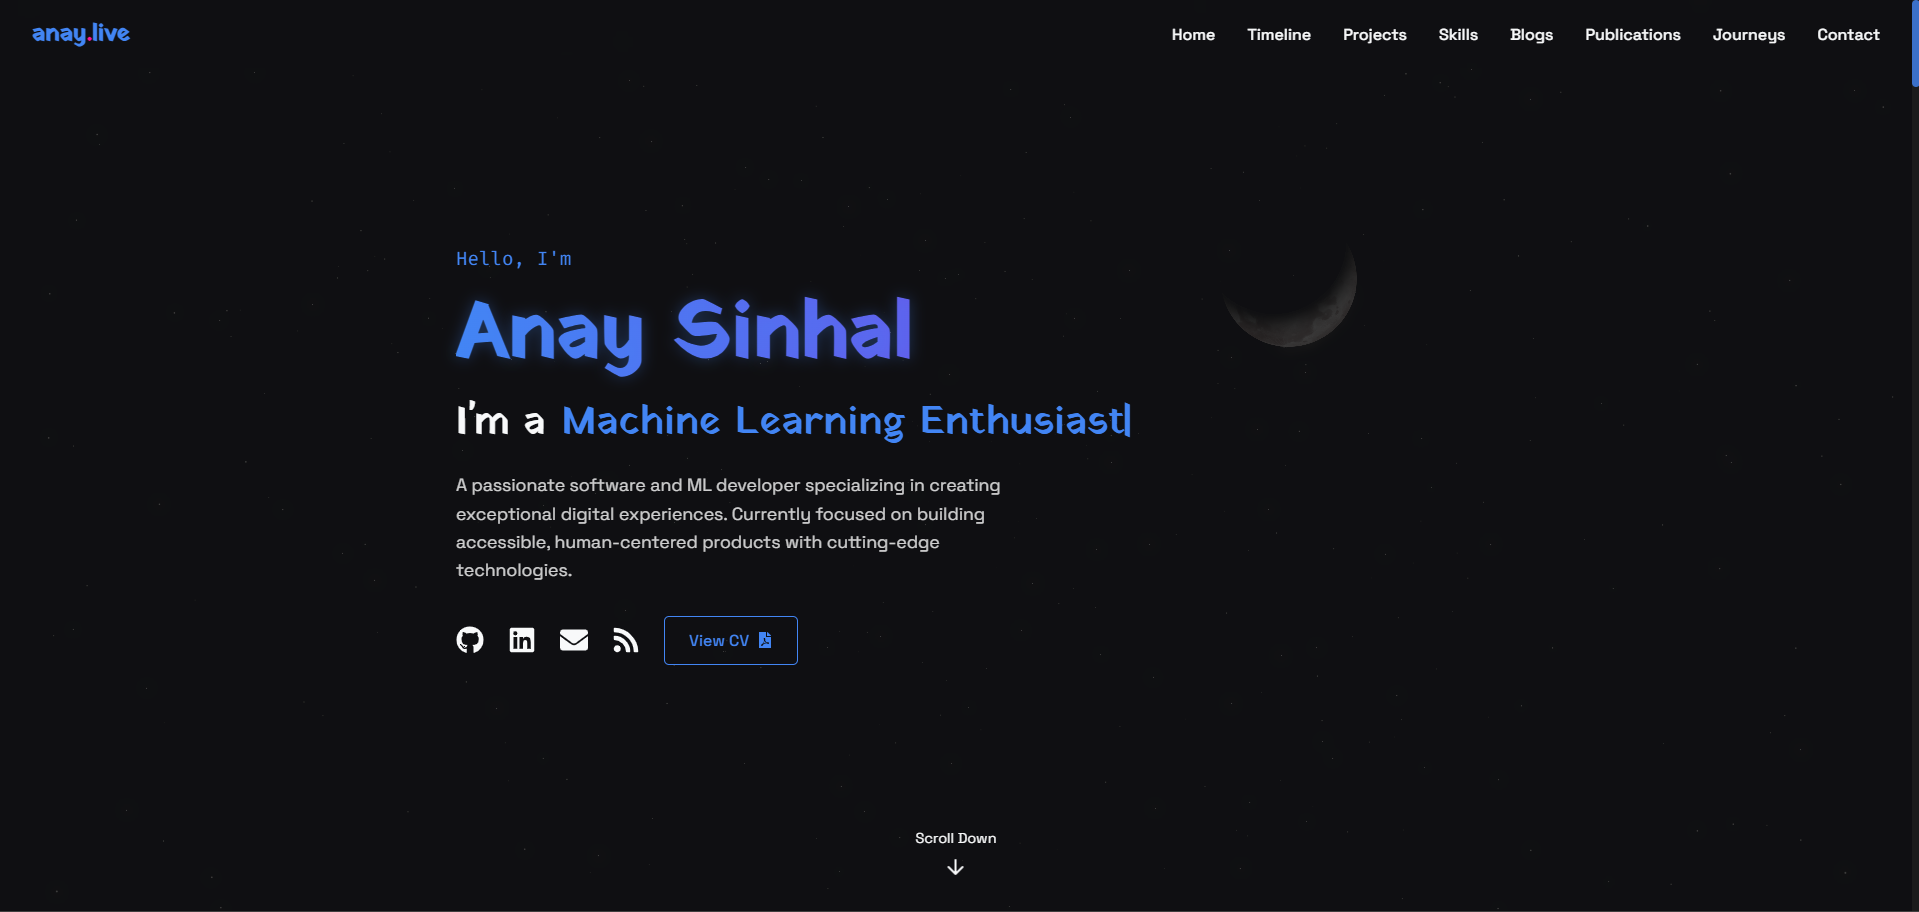 anay.live
Home Timeline Projects Skills Blogs Publications Journeys Contact
Hello, I'm
Anay Sinhal
I'm a Machine Learning Enthusiast
A passionate software and ML developer specializing in creating
exceptional digital experiences. Currently focused on building
accessible, human-centered products with cutting-edge
technologies.
in
View CV
Scroll Down